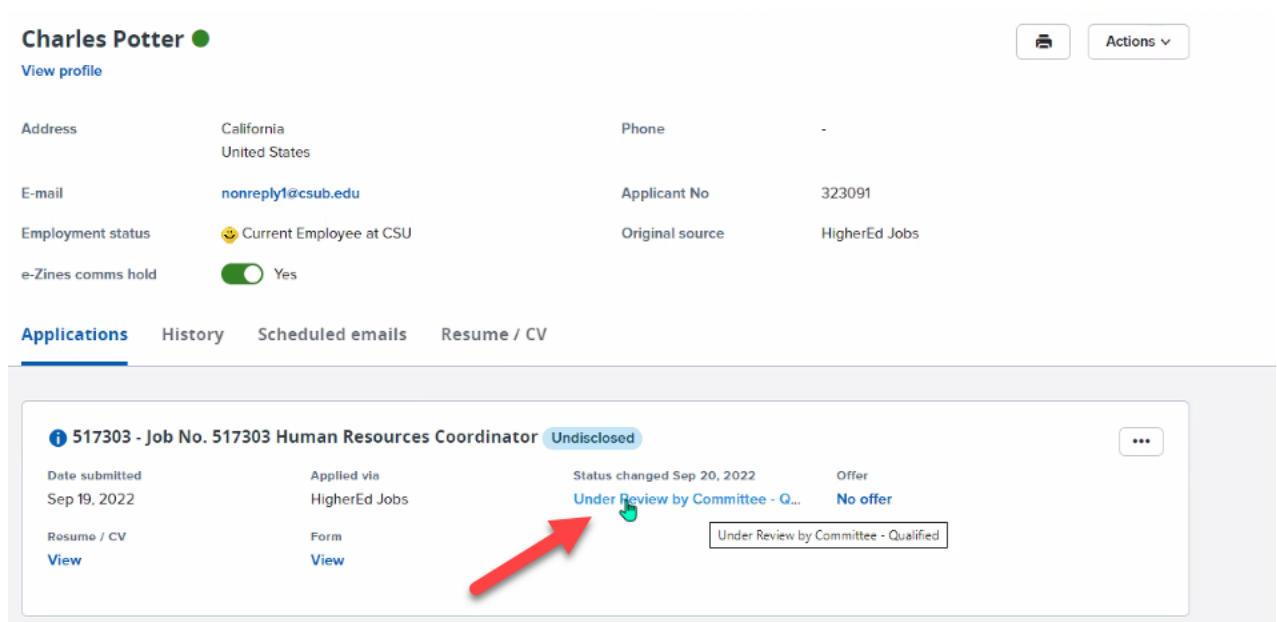 Charles Potter
Actions
View profile
Address
California
United States
Phone
-
E-mail
nonreply1@csub.edu
Applicant No
323091
Employment status
Current Employee at CSU
Original source
HigherEd Jobs
e-Zines comms hold
Yes
Applications
History
Scheduled emails
Resume / CV
517303 - Job No. 517303 Human Resources Coordinator
Undisclosed
...
Date submitted
Sep 19, 2022
Applied via
HigherEd Jobs
Status changed Sep 20, 2022
Under Review by Committee - Q...
Offer
No offer
Under Review by Committee - Qualified
Resume / CV
View
Form
View